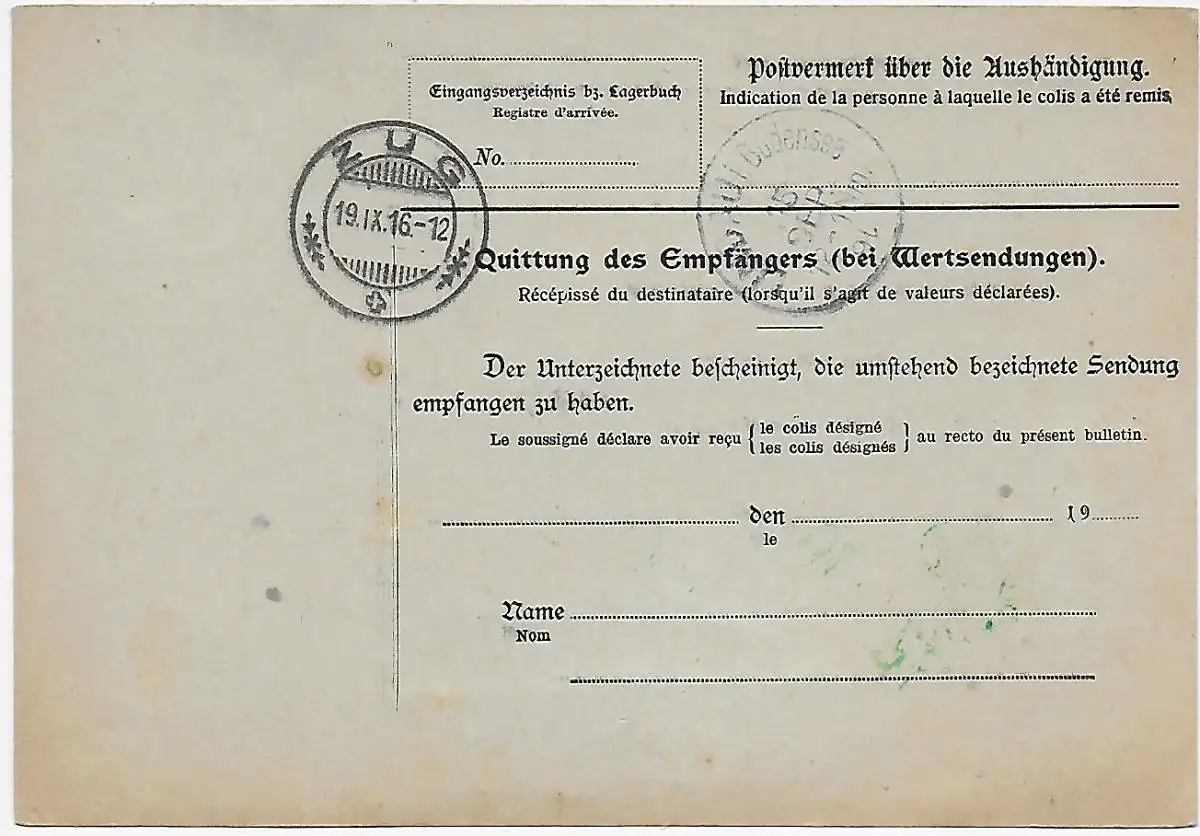 Postvermerk über die Aushändigung.
Indication de la personne à laquelle le colis a été remis
Eingangsverzeichnis bz. Lagerbuch
Registre d'arrivée.
No.
ZUG
19.IX.16.-12
Bodensee
Quittung des Empfängers (bei Wertsendungen).
Récépissé du destinataire (lorsqu'il s'agit de valeurs déclarées).
Der Unterzeichnete bescheinigt, die umstehend bezeichnete Sendung
empfangen zu haben.
Le soussigné déclare avoir reçu { le colis désigné
les colis désignés } au recto du présent bulletin.
den 19
le
Name
Nom